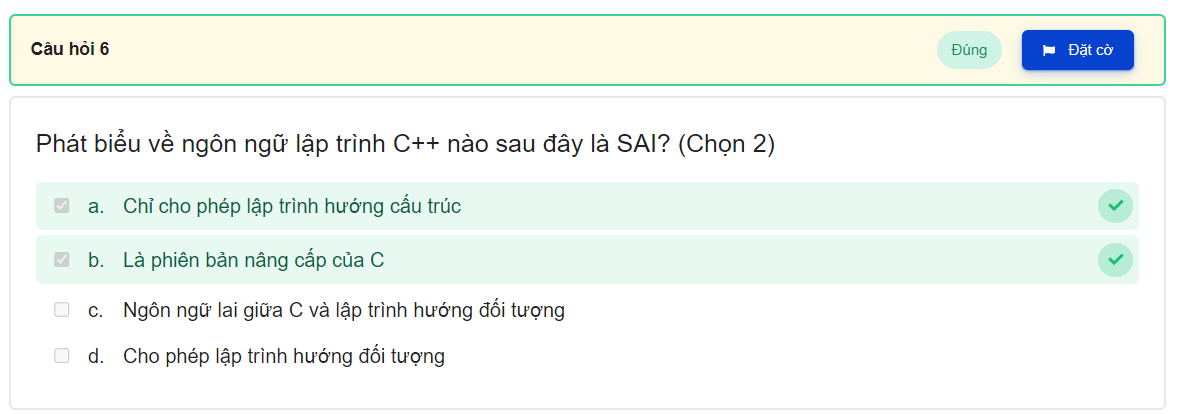 Câu hỏi 6
Đúng
Đặt cờ
Phát biểu về ngôn ngữ lập trình C++ nào sau đây là SAI? (Chọn 2)
a. Chỉ cho phép lập trình hướng cấu trúc
b. Là phiên bản nâng cấp của C
c. Ngôn ngữ lai giữa C và lập trình hướng đối tượng
d. Cho phép lập trình hướng đối tượng